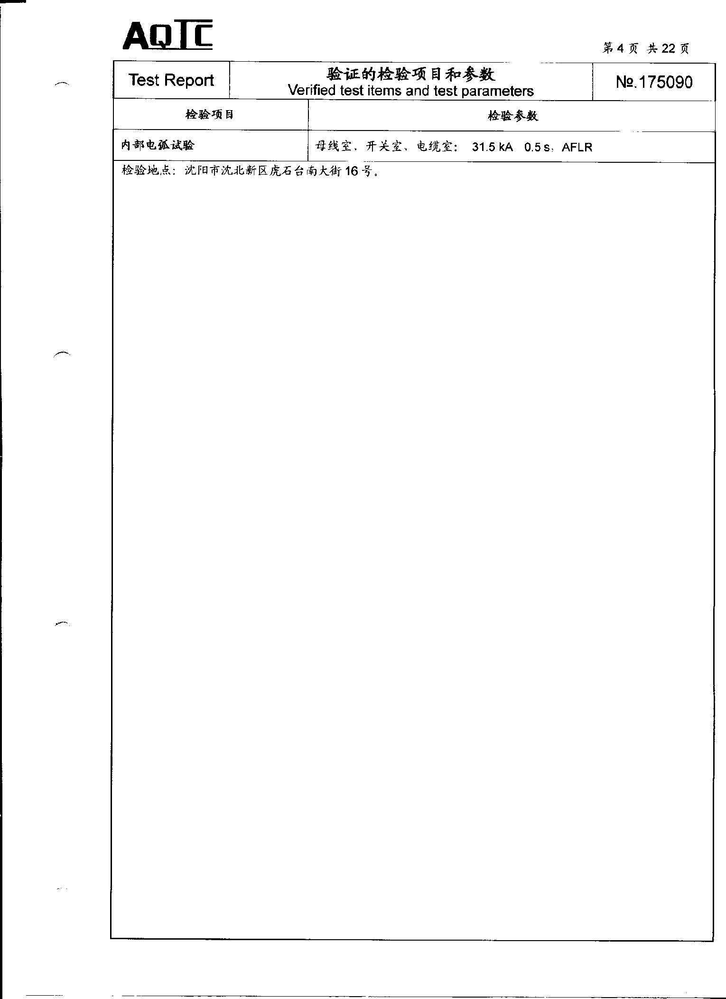 AQTC
第 4 页 共 22 页
Test Report
验证的检验项目和参数
Verified test items and test parameters
№.175090
检验项目
检验参数
内部电弧试验
母线室、开关室、电缆室： 31.5 kA 0.5 s，AFLR
检验地点：沈阳市沈北新区虎石台南大街 16 号。